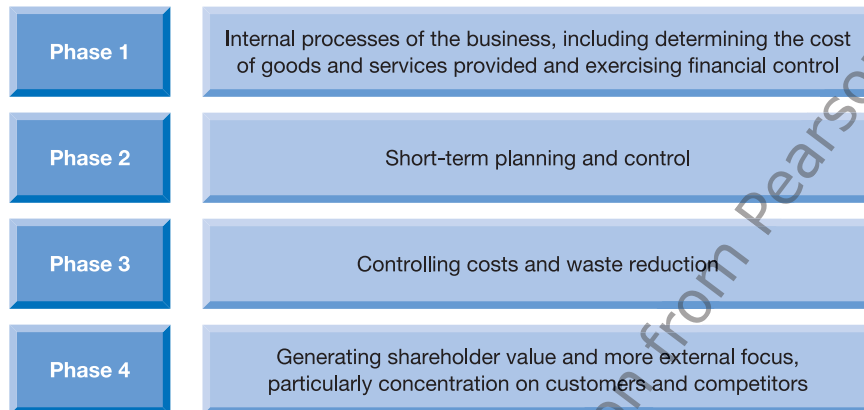 Phase 1
Internal processes of the business, including determining the cost
of goods and services provided and exercising financial control
Phase 2
Short-term planning and control
Phase 3
Controlling costs and waste reduction
Phase 4
Generating shareholder value and more external focus,
particularly concentration on customers and competitors
from Pearso